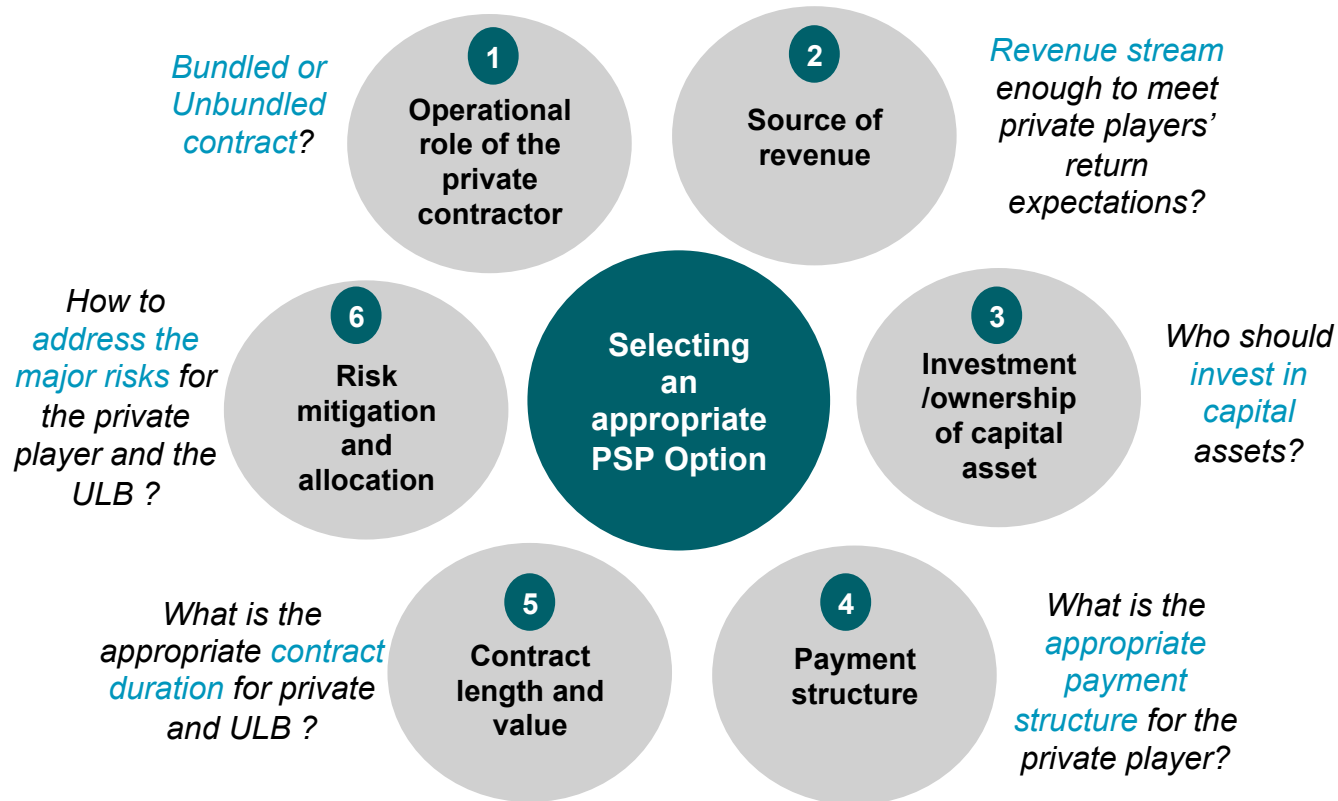 Bundled or
Unbundled
contract?
1
Operational
role of the
private
contractor
2
Source of
revenue
Revenue stream
enough to meet
private players’
return
expectations?
Selecting
an
appropriate
PSP Option
3
Investment
/ownership
of capital
asset
Who should
invest in
capital
assets?
4
Payment
structure
What is the
appropriate
payment
structure for the
private player?
5
Contract
length and
value
What is the
appropriate contract
duration for private
and ULB ?
6
Risk
mitigation
and
allocation
How to
address the
major risks for
the private
player and the
ULB ?